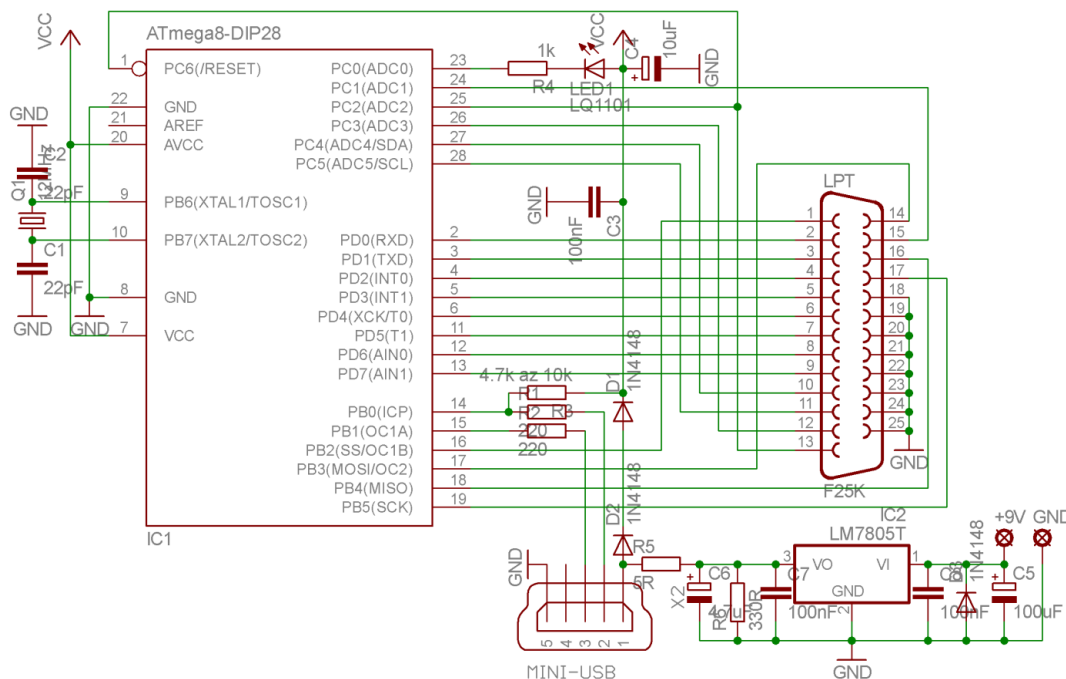 VCC
ATmega8-DIP28
1
PC6(/RESET)
22
GND
21
AREF
20
AVCC
9
PB6(XTAL1/TOSC1)
10
PB7(XTAL2/TOSC2)
8
GND
7
VCC
PC0(ADC0)
23
PC1(ADC1)
24
PC2(ADC2)
25
PC3(ADC3)
26
PC4(ADC4/SDA)
27
PC5(ADC5/SCL)
28
PD0(RXD)
2
PD1(TXD)
3
PD2(INT0)
4
PD3(INT1)
5
PD4(XCK/T0)
6
PD5(T1)
11
PD6(AIN0)
12
PD7(AIN1)
13
PB0(ICP)
14
PB1(OC1A)
15
PB2(SS/OC1B)
16
PB3(MOSI/OC2)
17
PB4(MISO)
18
PB5(SCK)
19
IC1
GND
C2
22pF
Q1
12MHz
C1
22pF
GND
GND
1k
R4
LED1
LQ1101
VCC
C4
10uF
GND
GND
100nF
C3
4.7k az 10k
R1
R2
R3
220
220
D1
1N4148
D2
1N4148
LPT
1
2
3
4
5
6
7
8
9
10
11
12
13
14
15
16
17
18
19
20
21
22
23
24
25
F25K
GND
GND
5
4
3
2
1
X2
MINI-USB
R5
5R
C6
4,7uF
R6
330R
C7
100nF
IC2
LM7805T
3
VO
VI
1
GND
2
100nF
1N4148
+9V
GND
C5
100uF
GND